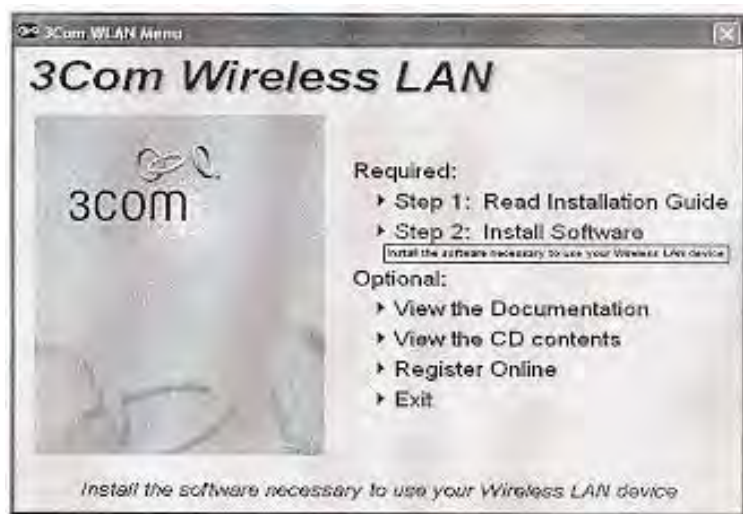 3Com WLAN Menu
3Com Wireless LAN
3COM
Required:
Step 1: Read Installation Guide
Step 2: Install Software
Install the software necessary to use your Wireless LAN device
Optional:
View the Documentation
View the CD contents
Register Online
Exit
Install the software necessary to use your Wireless LAN device